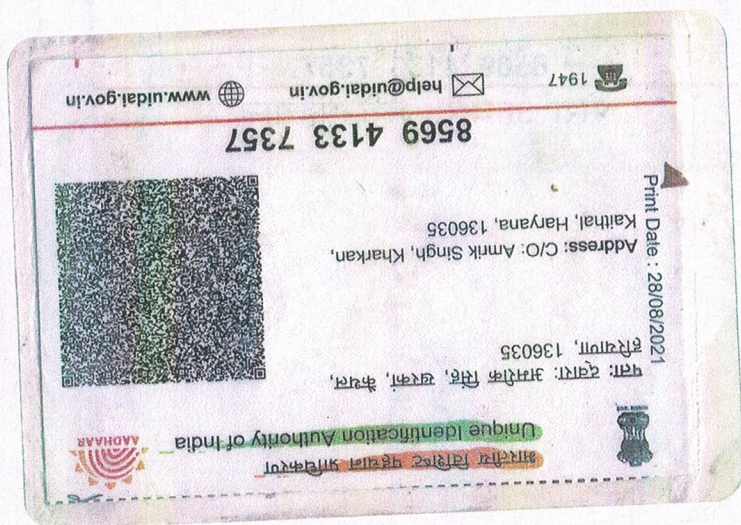 भारतीय विशिष्ट पहचान प्राधिकरण
Unique Identification Authority of India
AADHAAR
पताः द्वाराः अमरीक सिंह, खरकां, कैथल,
हरियाणा, 136035
Address: C/O: Amrik Singh, Kharkan,
Kaithal, Haryana, 136035
Print Date : 28/08/2021
8569 4133 7357
1947
help@uidai.gov.in
www.uidai.gov.in